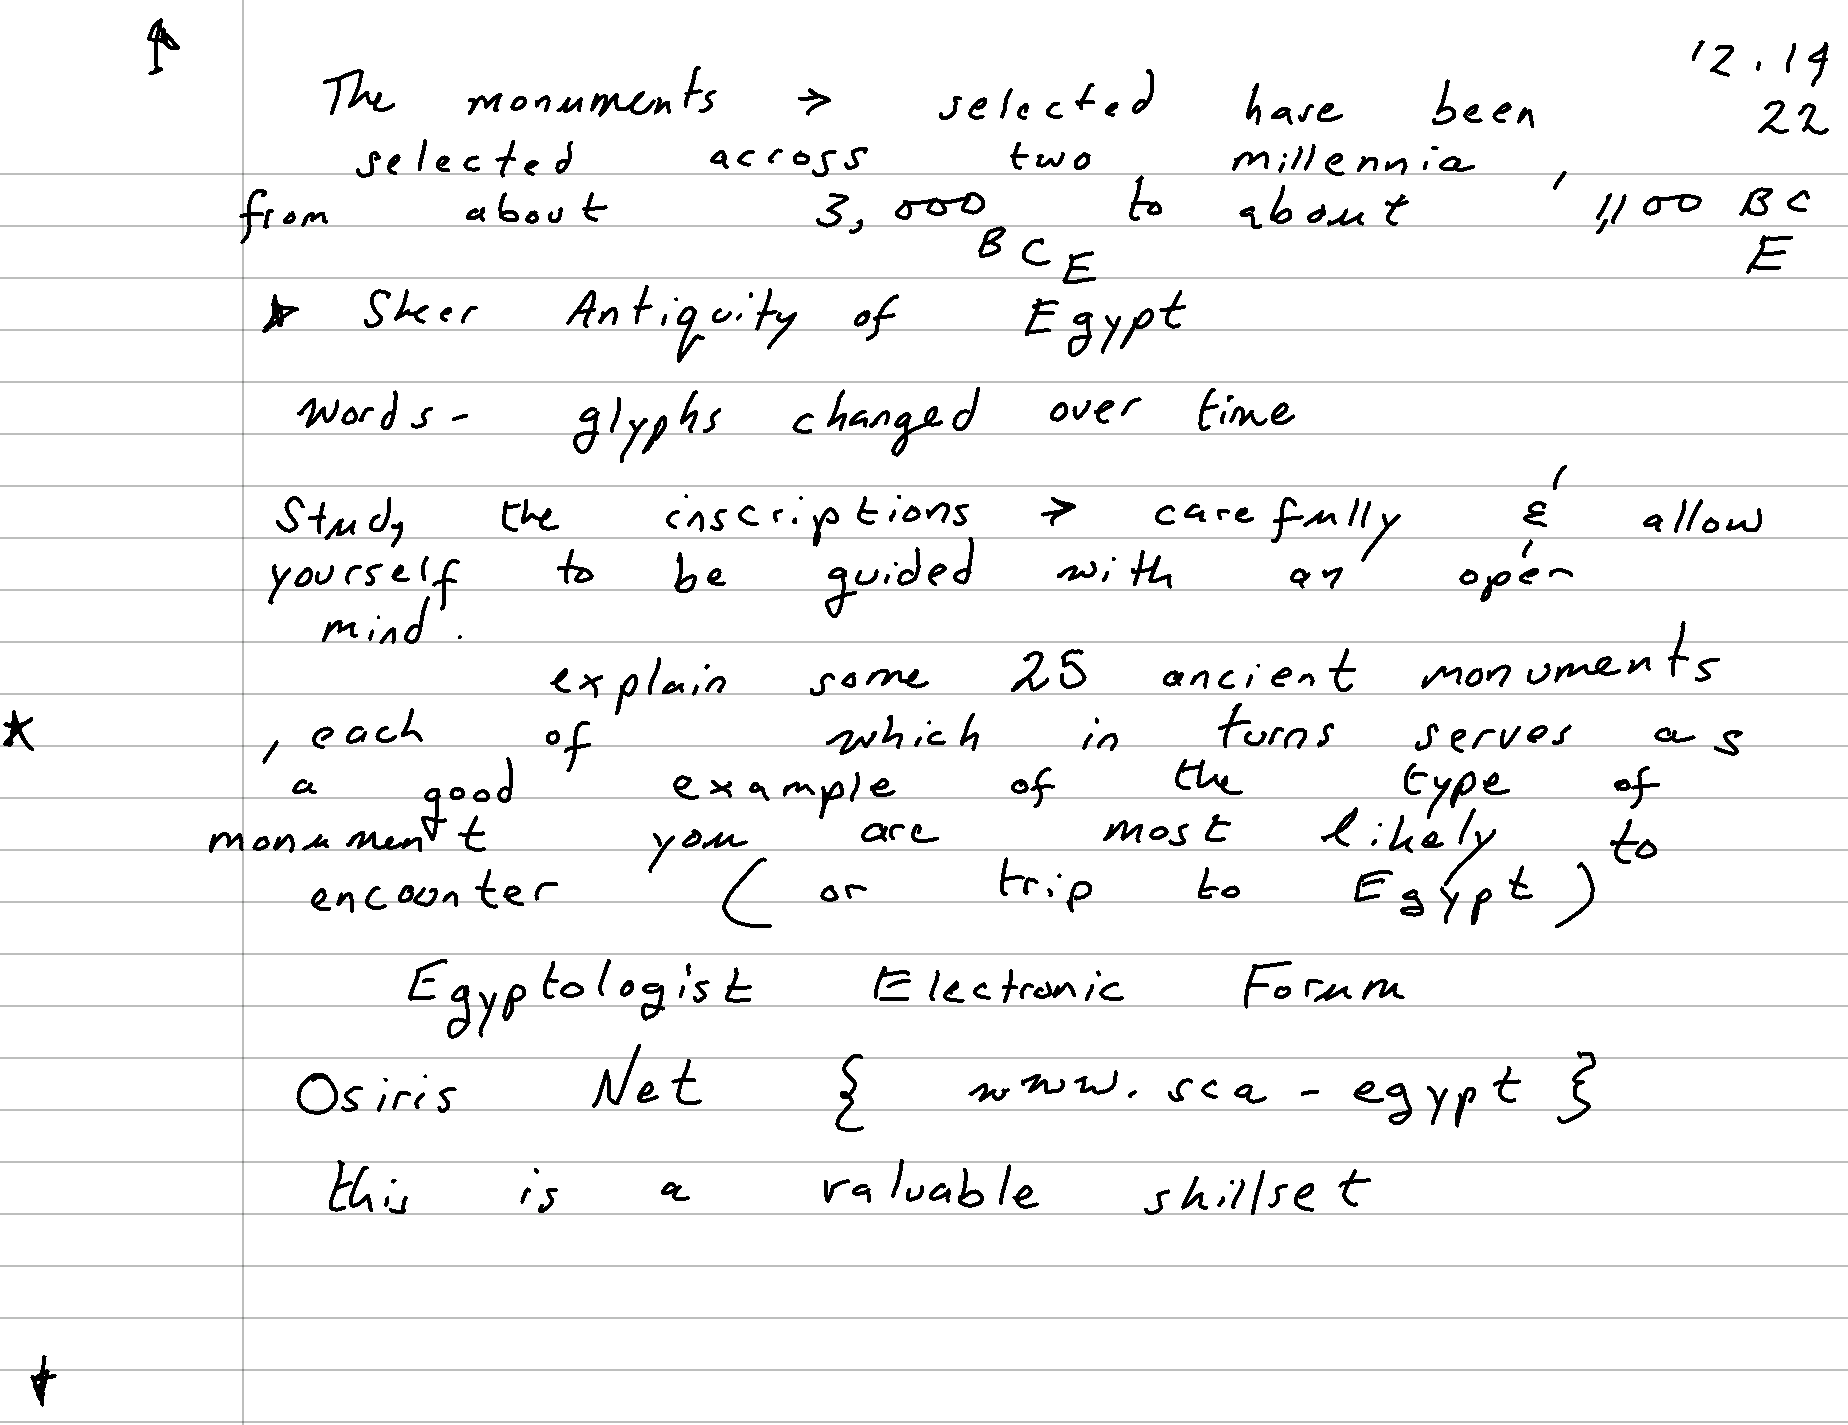 12.14
The monuments → selected have been 22
selected across two millennia,
from about 3,000 to about 1,100 BC
BCE E
* Sheer Antiquity of Egypt
words - glyphs changed over time
Study the inscriptions → carefully & allow
yourself to be guided with an open
mind.
explain some 25 ancient monuments
* , each of which in turns serves as
a good example of the type of
monument you are most likely to
encounter (or trip to Egypt)
Egyptologist Electronic Forum
Osiris Net { www.sca-egypt }
this is a valuable skillset